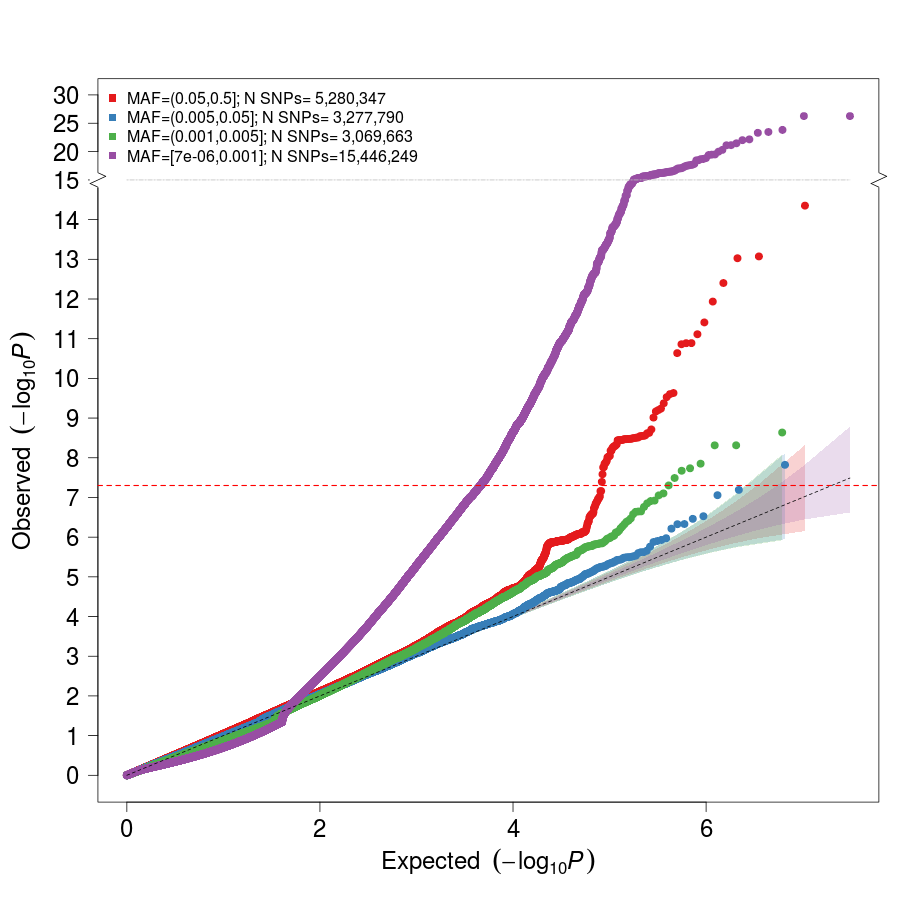 MAF=(0.05,0.5]; N SNPs= 5,280,347
MAF=(0.005,0.05]; N SNPs= 3,277,790
MAF=(0.001,0.005]; N SNPs= 3,069,663
MAF=[7e-06,0.001]; N SNPs=15,446,249
30
25
20
15
14
13
12
11
10
9
8
7
6
5
4
3
2
1
0
Observed (−log10P)
0 2 4 6
Expected (−log10P)